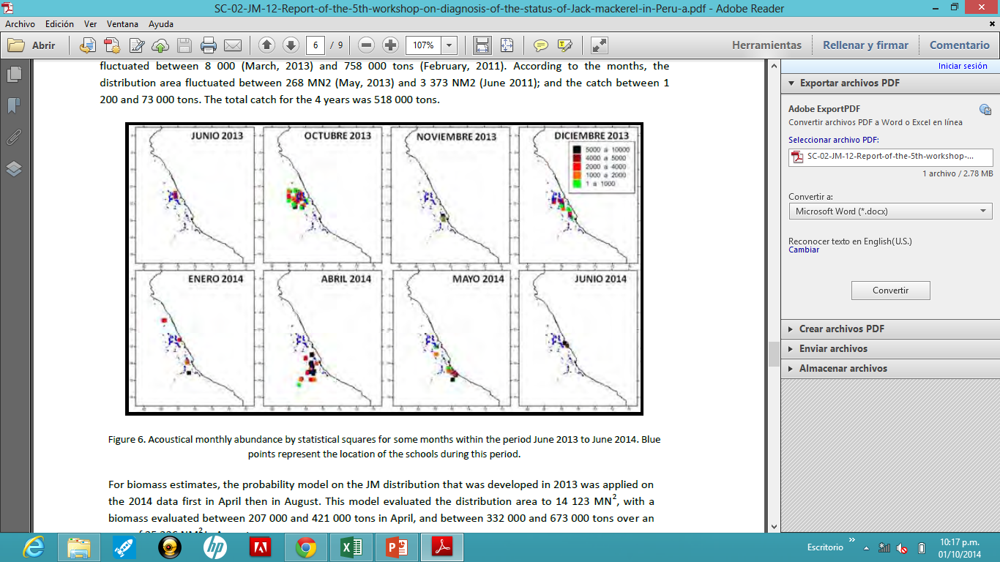 SC-02-JM-12-Report-of-the-5th-workshop-on-diagnosis-of-the-status-of-Jack-mackerel-in-Peru-a.pdf - Adobe Reader
Archivo Edición Ver Ventana Ayuda
Abrir 6 / 9 107% Herramientas Rellenar y firmar Comentario
fluctuated between 8 000 (March, 2013) and 758 000 tons (February, 2011). According to the months, the
distribution area fluctuated between 268 MN2 (May, 2013) and 3 373 NM2 (June 2011); and the catch between 1
200 and 73 000 tons. The total catch for the 4 years was 518 000 tons.
JUNIO 2013
OCTUBRE 2013
NOVIEMBRE 2013
DICIEMBRE 2013
5000 a 10000
4000 a 5000
2000 a 4000
1000 a 2000
1 a 1000
ENERO 2014
ABRIL 2014
MAYO 2014
JUNIO 2014
Figure 6. Acoustical monthly abundance by statistical squares for some months within the period June 2013 to June 2014. Blue
points represent the location of the schools during this period.
For biomass estimates, the probability model on the JM distribution that was developed in 2013 was applied on
the 2014 data first in April then in August. This model evaluated the distribution area to 14 123 MN2, with a
biomass evaluated between 207 000 and 421 000 tons in April, and between 332 000 and 673 000 tons over an
Iniciar sesión
Exportar archivos PDF
Adobe ExportPDF
Convertir archivos PDF a Word o Excel en línea
Seleccionar archivo PDF:
SC-02-JM-12-Report-of-the-5th-workshop-...
1 archivo / 2.78 MB
Convertir a:
Microsoft Word (*.docx)
Reconocer texto en English(U.S.)
Cambiar
Convertir
Crear archivos PDF
Enviar archivos
Almacenar archivos
Escritorio
10:17 p.m.
01/10/2014